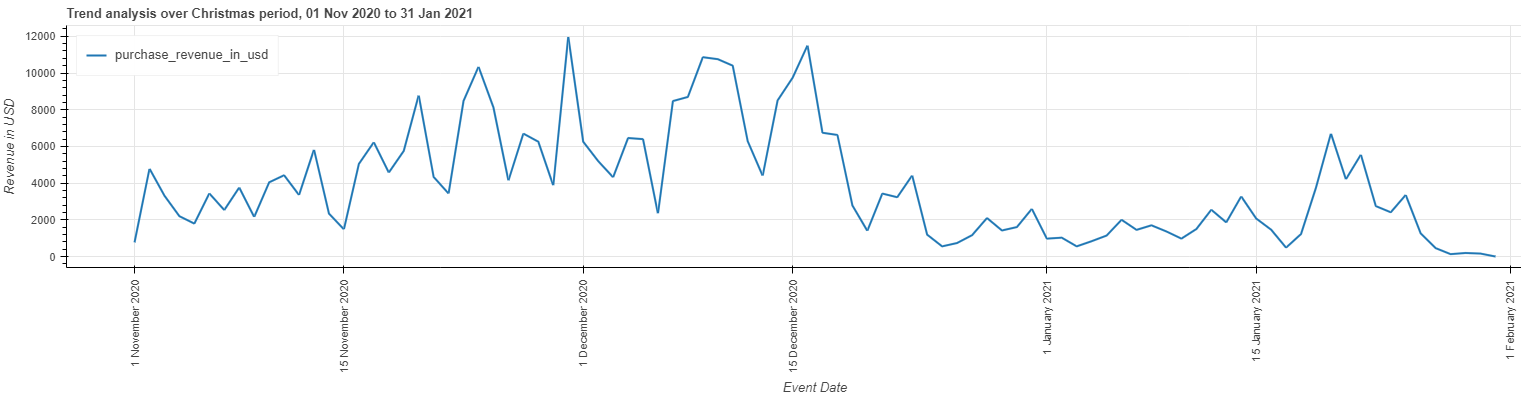 Trend analysis over Christmas period, 01 Nov 2020 to 31 Jan 2021
purchase_revenue_in_usd
Revenue in USD
12000
10000
8000
6000
4000
2000
0
1 November 2020
15 November 2020
1 December 2020
15 December 2020
1 January 2021
15 January 2021
1 February 2021
Event Date